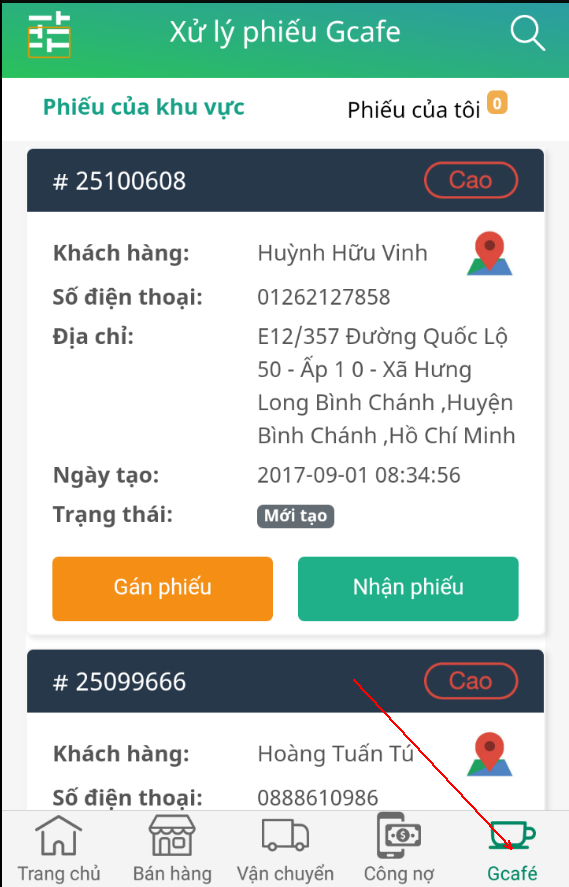 Xử lý phiếu Gcafe
Phiếu của khu vực
Phiếu của tôi 0
# 25100608 Cao
Khách hàng: Huỳnh Hữu Vinh
Số điện thoại: 01262127858
Địa chỉ: E12/357 Đường Quốc Lộ
50 - Ấp 1 0 - Xã Hưng
Long Bình Chánh ,Huyện
Bình Chánh ,Hồ Chí Minh
Ngày tạo: 2017-09-01 08:34:56
Trạng thái: Mới tạo
Gán phiếu Nhận phiếu
# 25099666 Cao
Khách hàng: Hoàng Tuấn Tú
Số điện thoại: 0888610986
Trang chủ Bán hàng Vận chuyển Công nợ Gcafé